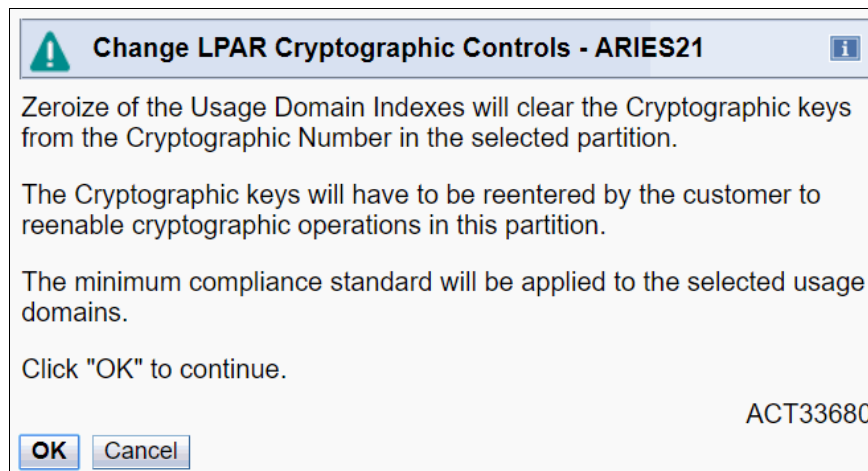 Change LPAR Cryptographic Controls - ARIES21
i
Zeroize of the Usage Domain Indexes will clear the Cryptographic keys
from the Cryptographic Number in the selected partition.
The Cryptographic keys will have to be reentered by the customer to
reenable cryptographic operations in this partition.
The minimum compliance standard will be applied to the selected usage
domains.
Click "OK" to continue.
ACT33680
OK Cancel